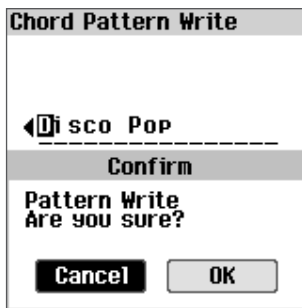 Chord Pattern Write
Disco Pop
Confirm
Pattern Write
Are you sure?
Cancel OK